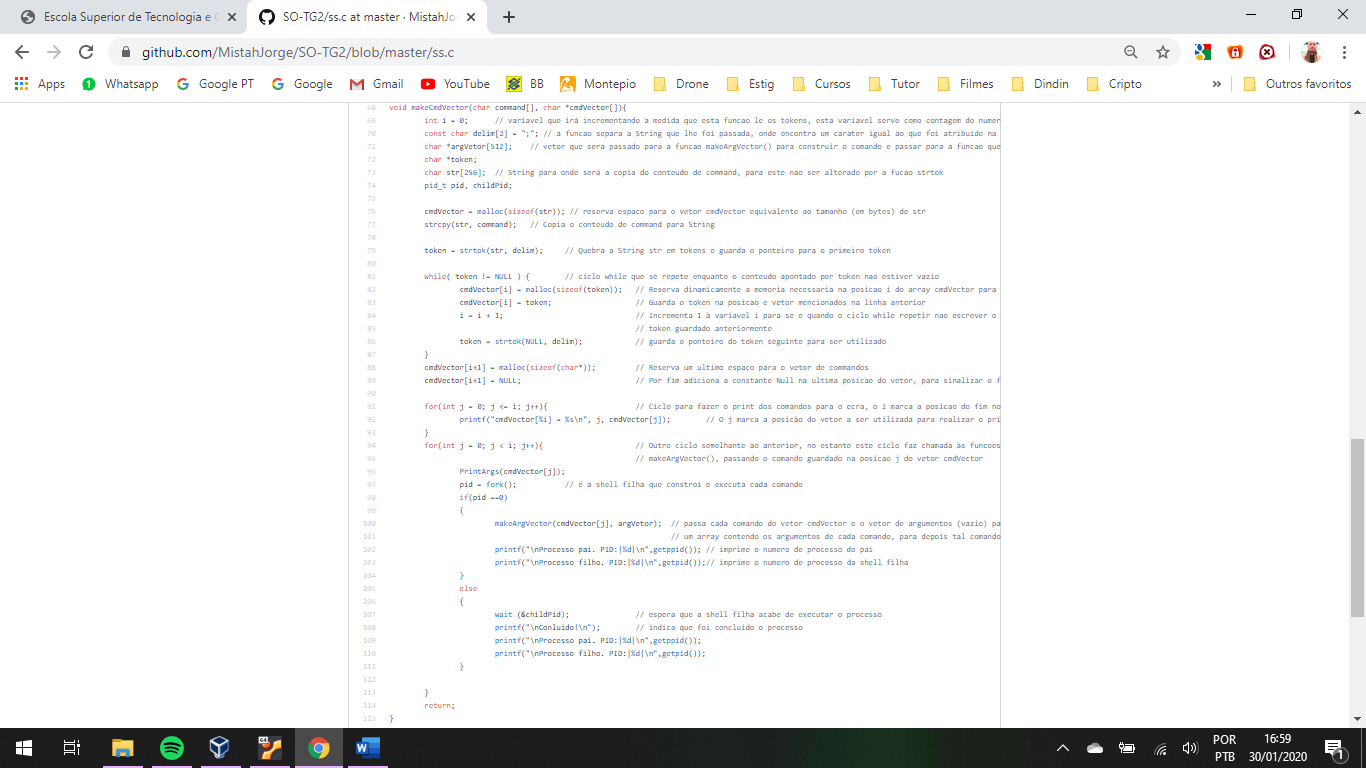 Escola Superior de Tecnologia e
SO-TG2/ss.c at master · MistahJo
github.com/MistahJorge/SO-TG2/blob/master/ss.c
Apps Whatsapp Google PT Google Gmail YouTube BB Montepio Drone Estig Cursos Tutor Filmes Dindin Cripto » Outros favoritos
68 void makeCmdVector(char command[], char *cmdVector[]){
69 int i = 0; // variavel que irá incrementando à medida que esta funcao le os tokens, esta variavel serve como contagem do numer
70 const char delim[2] = ";"; // a funcao separa a String que lhe foi passada, onde encontra um carater igual ao que foi atribuido na
71 char *argVetor[512]; // vetor que sera passado para a funcao makeArgVector() para construir o comando e passar para a funcao que
72 char *token;
73 char str[256]; // String para onde será a copia do conteudo de command, para este nao ser alterado por a fucao strtok
74 pid_t pid, childPid;
75
76 cmdVector = malloc(sizeof(str)); // reserva espaco para o vetor cmdVector equivalente ao tamanho (em bytes) de str
77 strcpy(str, command); // Copia o conteudo de command para String
78
79 token = strtok(str, delim); // Quebra a String str em tokens e guarda o ponteiro para o primeiro token
80
81 while( token != NULL ) { // ciclo while que se repete enquanto o conteudo apontado por token nao estiver vazio
82 cmdVector[i] = malloc(sizeof(token)); // Reserva dinamicamente a memoria necessaria na posicao i do array cmdVector para
83 cmdVector[i] = token; // Guarda o token na posicao e vetor mencionados na linha anterior
84 i = i + 1; // Incrementa 1 à variavel i para se e quando o ciclo while repetir nao escrever o
85 // token guardado anteriormente
86 token = strtok(NULL, delim); // guarda o ponteiro do token seguinte para ser utilizado
87 }
88 cmdVector[i+1] = malloc(sizeof(char*)); // Reserva um ultimo espaço para o vetor de commandos
89 cmdVector[i+1] = NULL; // Por fim adiciona a constante Null na ultima posicao do vetor, para sinalizar o f
90
91 for(int j = 0; j <= i; j++){ // Ciclo para fazer o print dos comandos para o ecra, o i marca a posicao do fim no
92 printf("cmdVector[%i] = %s\n", j, cmdVector[j]); // O j marca a posicão do vetor a ser utilizada para realizar o pri
93 }
94 for(int j = 0; j < i; j++){ // Outro ciclo semelhante ao anterior, no estanto este ciclo faz chamada às funcoes
95 // makeArgVector(), passando o comando guardado na posicao j do vetor cmdVector
96 PrintArgs(cmdVector[j]);
97 pid = fork(); // é a shell filha que constroi e executa cada comando
98 if(pid ==0)
99 {
100 makeArgVector(cmdVector[j], argVetor); // passa cada comando do vetor cmdVector e o vetor de argumentos (vazio) pa
101 // um array contendo os argumentos de cada comando, para depois tal comando
102 printf("\nProcesso pai. PID:|%d|\n",getppid()); // imprime o numero de processo do pai
103 printf("\nProcesso filho. PID:|%d|\n",getpid());// imprime o numero de processo da shell filha
104 }
105 else
106 {
107 wait (&childPid); // espera que a shell filha acabe de executar o processo
108 printf("\nConluido!\n"); // indica que foi concluido o processo
109 printf("\nProcesso pai. PID:|%d|\n",getppid());
110 printf("\nProcesso filho. PID:|%d|\n",getpid());
111 }
112
113 }
114 return;
115 }
POR
PTB
16:59
30/01/2020
1